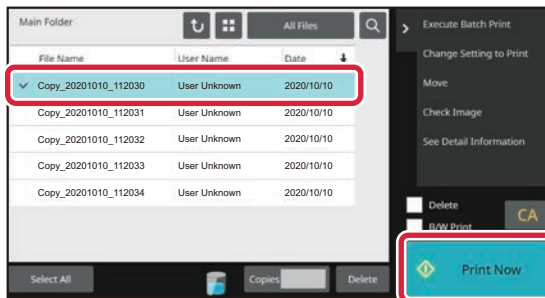 Main Folder
All Files
File Name User Name Date
Copy_20201010_112030 User Unknown 2020/10/10
Copy_20201010_112031 User Unknown 2020/10/10
Copy_20201010_112032 User Unknown 2020/10/10
Copy_20201010_112033 User Unknown 2020/10/10
Copy_20201010_112034 User Unknown 2020/10/10
Select All
Copies
Delete
Execute Batch Print
Change Setting to Print
Move
Check Image
See Detail Information
Delete
B/W Print
CA
Print Now